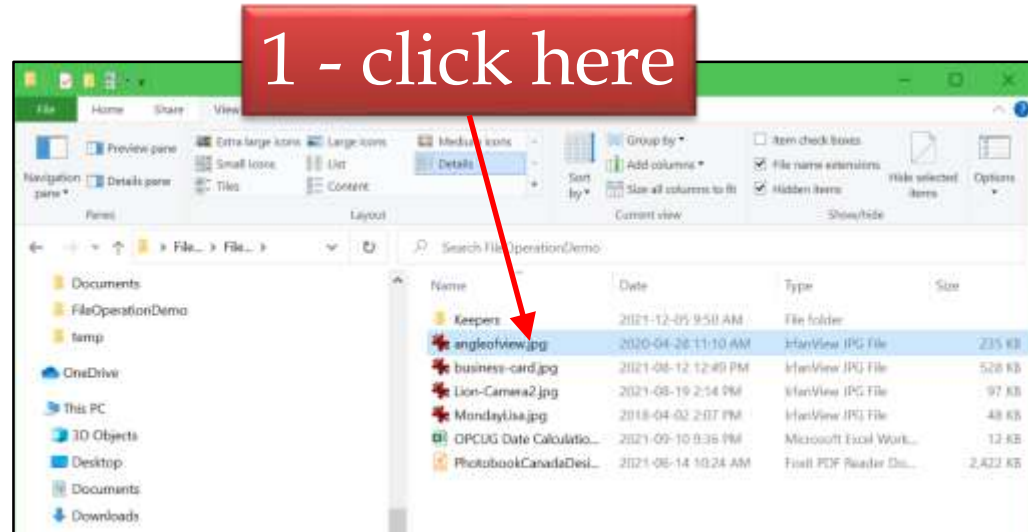 1 - click here
File Home Share View
Navigation pane
Preview pane
Details pane
Panes
Extra large icons Large icons Medium icons
Small icons List Details
Tiles Content
Layout
Sort by
Group by
Add columns
Size all columns to fit
Current view
Item check boxes
File name extensions
Hidden items
Hide selected items
Show/hide
Options
> File... > File... >
Search FileOperationDemo
Documents
FileOperationDemo
temp
OneDrive
This PC
3D Objects
Desktop
Documents
Downloads
Name Date Type Size
Keepers 2021-12-05 9:50 AM File folder
angleofview.jpg 2020-04-28 11:10 AM IrfanView JPG File 235 KB
business-card.jpg 2021-08-12 12:49 PM IrfanView JPG File 528 KB
Lion-Camera2.jpg 2021-08-19 2:54 PM IrfanView JPG File 97 KB
MondayLisa.jpg 2018-04-02 2:07 PM IrfanView JPG File 48 KB
OPCUG Date Calculatio... 2021-09-10 9:36 PM Microsoft Excel Work... 12 KB
PhotobookCanadaDesi... 2021-06-14 10:24 AM Foxit PDF Reader Do... 2,422 KB